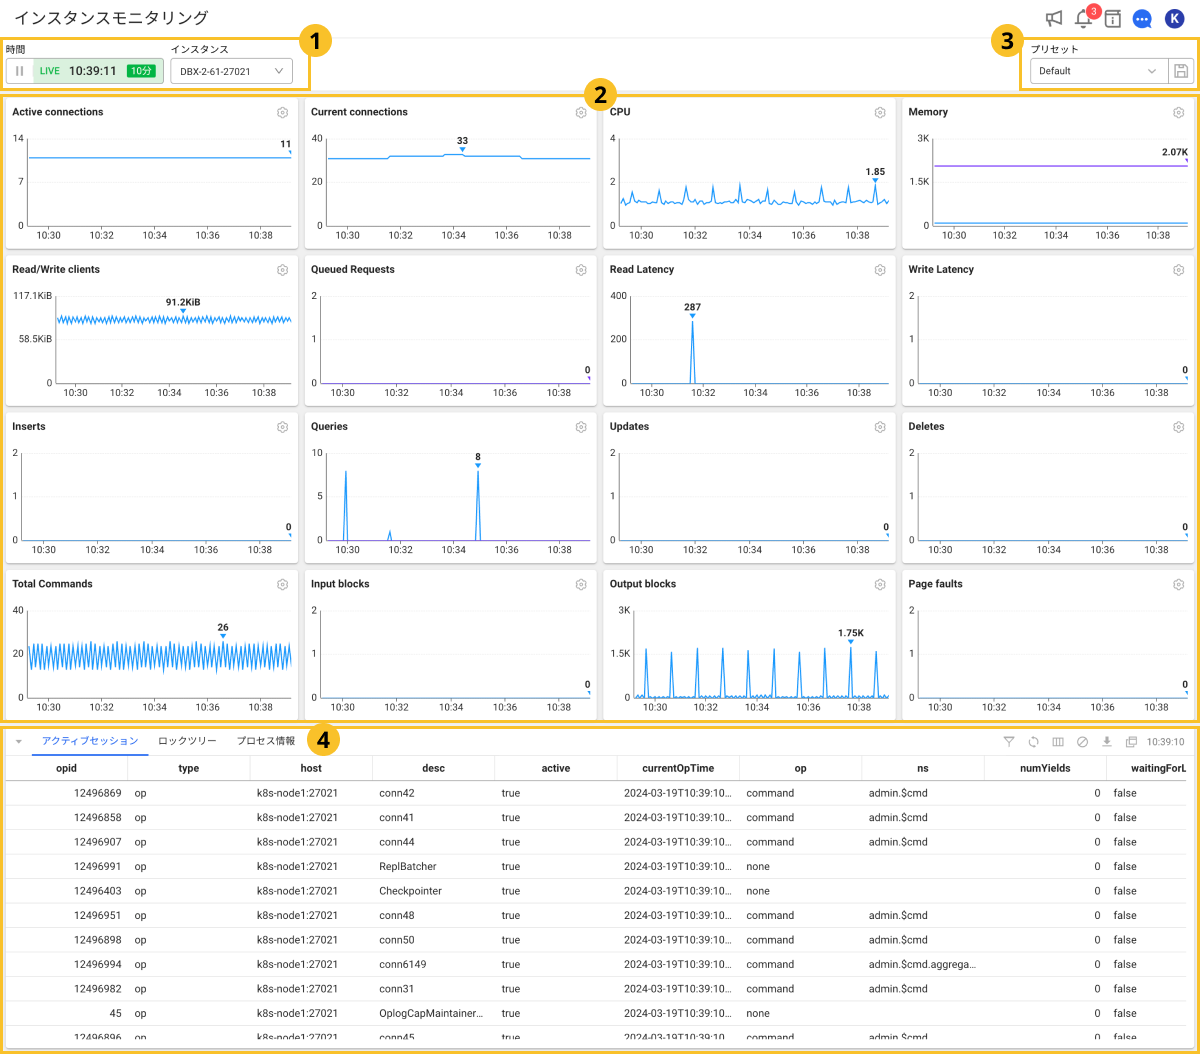 インスタンスモニタリング
3
K
時間
インスタンス
1
3
プリセット
LIVE 10:39:11 10分
DBX-2-61-27021
Default
2
Active connections
14
7
0
11
10:30 10:32 10:34 10:36 10:38
Current connections
40
20
0
33
10:30 10:32 10:34 10:36 10:38
CPU
4
2
0
1.85
10:30 10:32 10:34 10:36 10:38
Memory
3K
1.5K
0
2.07K
10:30 10:32 10:34 10:36 10:38
Read/Write clients
117.1KiB
58.5KiB
0
91.2KiB
10:30 10:32 10:34 10:36 10:38
Queued Requests
2
1
0
0
10:30 10:32 10:34 10:36 10:38
Read Latency
400
200
0
287
10:30 10:32 10:34 10:36 10:38
Write Latency
2
1
0
0
10:30 10:32 10:34 10:36 10:38
Inserts
2
1
0
0
10:30 10:32 10:34 10:36 10:38
Queries
10
5
0
8
10:30 10:32 10:34 10:36 10:38
Updates
2
1
0
0
10:30 10:32 10:34 10:36 10:38
Deletes
2
1
0
0
10:30 10:32 10:34 10:36 10:38
Total Commands
40
20
0
26
10:30 10:32 10:34 10:36 10:38
Input blocks
2
1
0
0
10:30 10:32 10:34 10:36 10:38
Output blocks
3K
1.5K
0
1.75K
10:30 10:32 10:34 10:36 10:38
Page faults
2
1
0
0
10:30 10:32 10:34 10:36 10:38
アクティブセッション ロックツリー プロセス情報 4 10:39:10
opid type host desc active currentOpTime op ns numYields waitingForL
12496869 op k8s-node1:27021 conn42 true 2024-03-19T10:39:10... command admin.$cmd 0 false
12496858 op k8s-node1:27021 conn41 true 2024-03-19T10:39:10... command admin.$cmd 0 false
12496907 op k8s-node1:27021 conn44 true 2024-03-19T10:39:10... command admin.$cmd 0 false
12496991 op k8s-node1:27021 ReplBatcher true 2024-03-19T10:39:10... none 0 false
12496403 op k8s-node1:27021 Checkpointer true 2024-03-19T10:39:10... none 0 false
12496951 op k8s-node1:27021 conn48 true 2024-03-19T10:39:10... command admin.$cmd 0 false
12496898 op k8s-node1:27021 conn50 true 2024-03-19T10:39:10... command admin.$cmd 0 false
12496994 op k8s-node1:27021 conn6149 true 2024-03-19T10:39:10... command admin.$cmd.aggrega... 0 false
12496982 op k8s-node1:27021 conn31 true 2024-03-19T10:39:10... command admin.$cmd 0 false
45 op k8s-node1:27021 OplogCapMaintainer... true 2024-03-19T10:39:10... none 0 false
12496896 op k8s-node1:27021 conn45 true 2024-03-19T10:39:10... command admin.$cmd 0 false